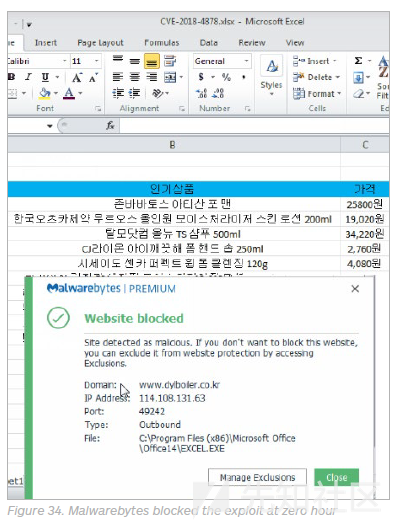 CVE-2018-4878.xlsx - Microsoft Excel
Insert Page Layout Formulas Data Review View
Calibri 11 General Insert
Styles Delete
Format
Font Alignment Number Cells
fx
B C
인기상품 가격
존바바토스 아티산 포 맨 25800원
한국오츠카제약 우르오스 올인원 모이스처라이저 스킨 로션 200ml 19,020원
탈모닷컴 올뉴 TS 샴푸 500ml 34,220원
CJ라이온 아이깨끗해 폼 핸드 솝 250ml 2,760원
시세이도 센카 퍼펙트 휩 폼 클렌징 120g 4,080원
Malwarebytes | PREMIUM
Website blocked
Site detected as malicious. If you don't want to block this website,
you can exclude it from website protection by accessing
Exclusions.
Domain: www.dylboler.co.kr
IP Address: 114.108.131.63
Port: 49242
Type: Outbound
File: C:\Program Files (x86)\Microsoft Office
\Office14\EXCEL.EXE
Manage Exclusions Close
Figure 34. Malwarebytes blocked the exploit at zero hour
先知社区